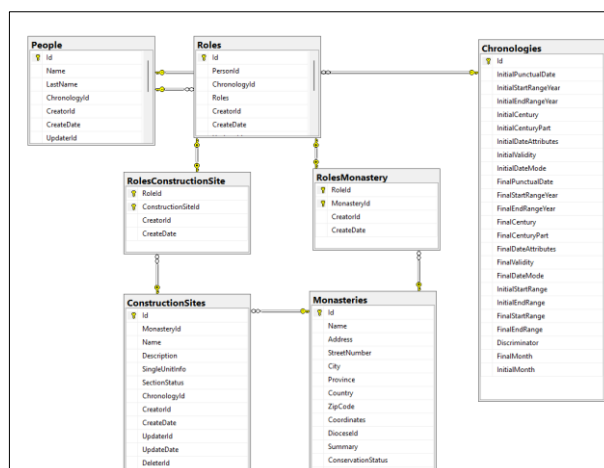 People
Id
Name
LastName
ChronologyId
CreatorId
CreateDate
UpdaterId
Roles
Id
PersonId
ChronologyId
Roles
CreatorId
CreateDate
Chronologies
Id
InitialPunctualDate
InitialStartRangeYear
InitialEndRangeYear
InitialCentury
InitialCenturyPart
InitialDateAttributes
InitialValidity
InitialDateMode
FinalPunctualDate
FinalStartRangeYear
FinalEndRangeYear
FinalCentury
FinalCenturyPart
FinalDateAttributes
FinalValidity
FinalDateMode
InitialStartRange
InitialEndRange
FinalStartRange
FinalEndRange
Discriminator
FinalMonth
InitialMonth
RolesConstructionSite
RoleId
ConstructionSiteId
CreatorId
CreateDate
RolesMonastery
RoleId
MonasteryId
CreatorId
CreateDate
ConstructionSites
Id
MonasteryId
Name
Description
SingleUnitInfo
SectionStatus
ChronologyId
CreatorId
CreateDate
UpdaterId
UpdateDate
DeleterId
Monasteries
Id
Name
Address
StreetNumber
City
Province
Country
ZipCode
Coordinates
DioceseId
Summary
ConservationStatus